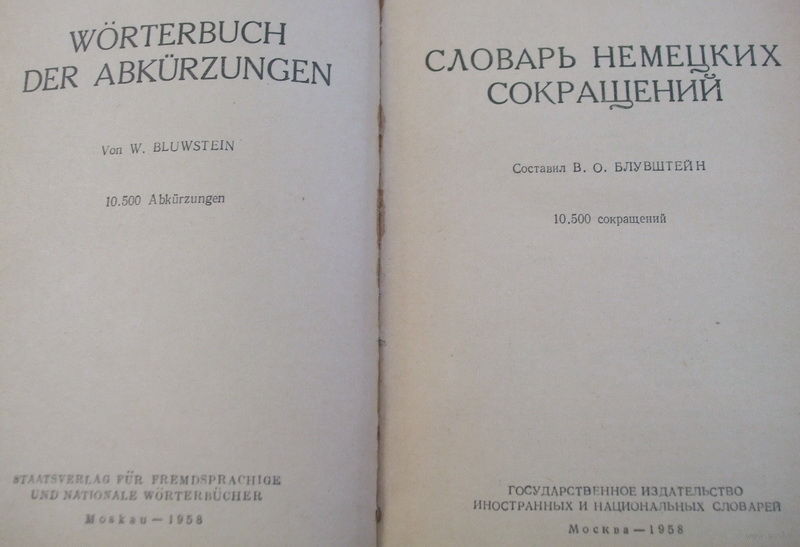 WÖRTERBUCH
DER ABKÜRZUNGEN
Von W. BLUWSTEIN
10.500 Abkürzungen
STAATSVERLAG FÜR FREMDSPRACHIGE
UND NATIONALE WÖRTERBÜCHER
Moskau — 1958
СЛОВАРЬ НЕМЕЦКИХ
СОКРАЩЕНИЙ
Составил В. О. БЛУВШТЕЙН
10.500 сокращений
ГОСУДАРСТВЕННОЕ ИЗДАТЕЛЬСТВО
ИНОСТРАННЫХ И НАЦИОНАЛЬНЫХ СЛОВАРЕЙ
Москва — 1958